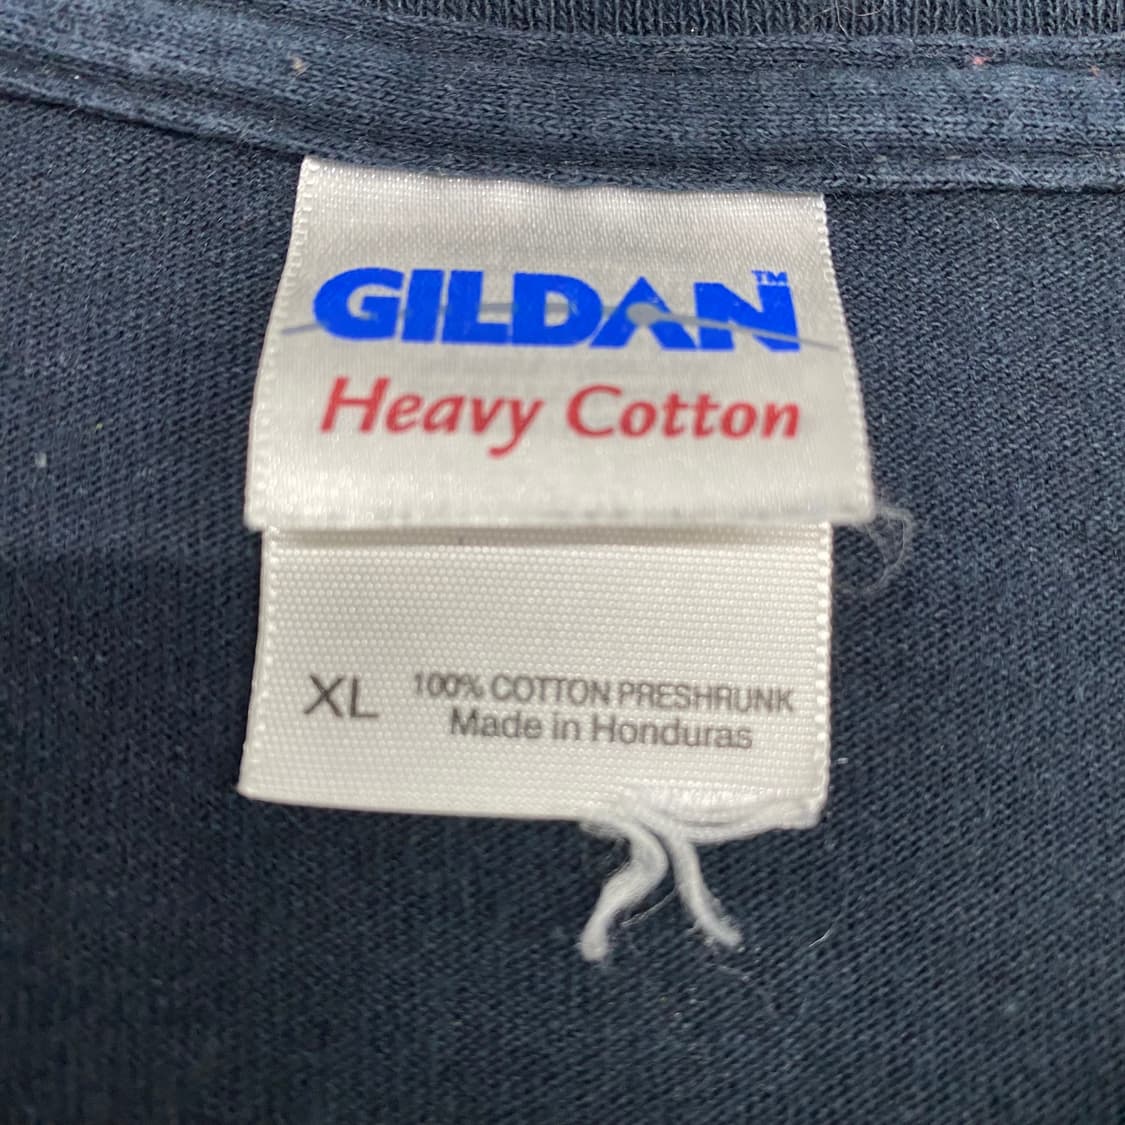 GILDAN™
Heavy Cotton
XL 100% COTTON PRESHRUNK
Made in Honduras